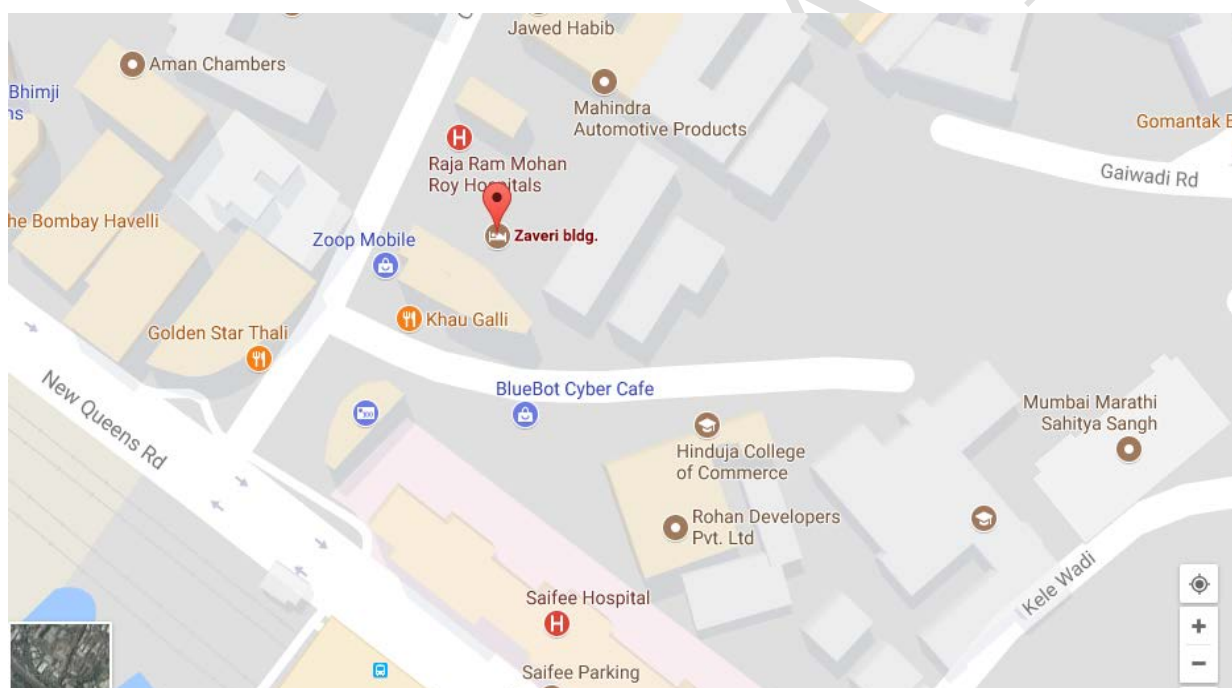 Jawed Habib
Aman Chambers
Bhimji
Mahindra
Automotive Products
Gomantak
Raja Ram Mohan
Roy Hospitals
Gaiwadi Rd
he Bombay Havelli
Zoop Mobile
Zaveri bldg.
Khau Galli
Golden Star Thali
New Queens Rd
BlueBot Cyber Cafe
Mumbai Marathi
Sahitya Sangh
Hinduja College
of Commerce
Rohan Developers
Pvt. Ltd
Kele Wadi
Saifee Hospital
Saifee Parking